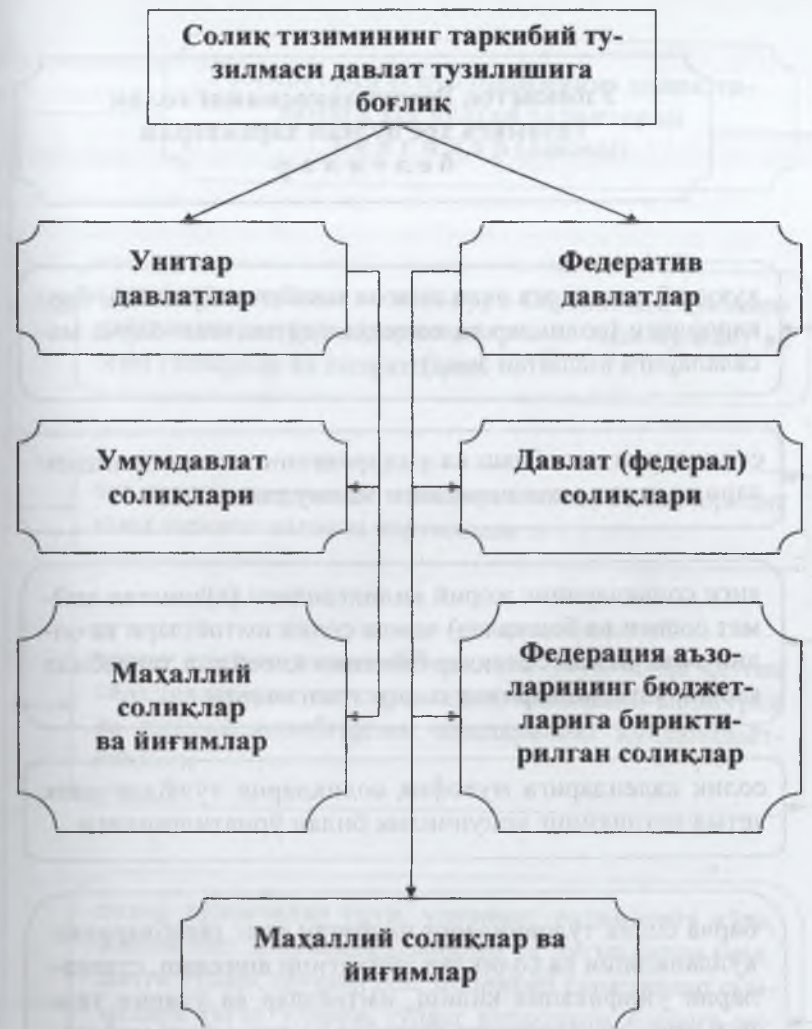 Солиқ тизимининг таркибий ту-
зилмаси давлат тузилишига
боғлиқ
Унитар
давлатлар
Федератив
давлатлар
Умумдавлат
солиқлари
Давлат (федерал)
солиқлари
Маҳаллий
солиқлар
ва йиғимлар
Федерация аъзо-
ларининг бюджет-
ларига бирикти-
рилган солиқлар
Маҳаллий солиқлар ва
йиғимлар